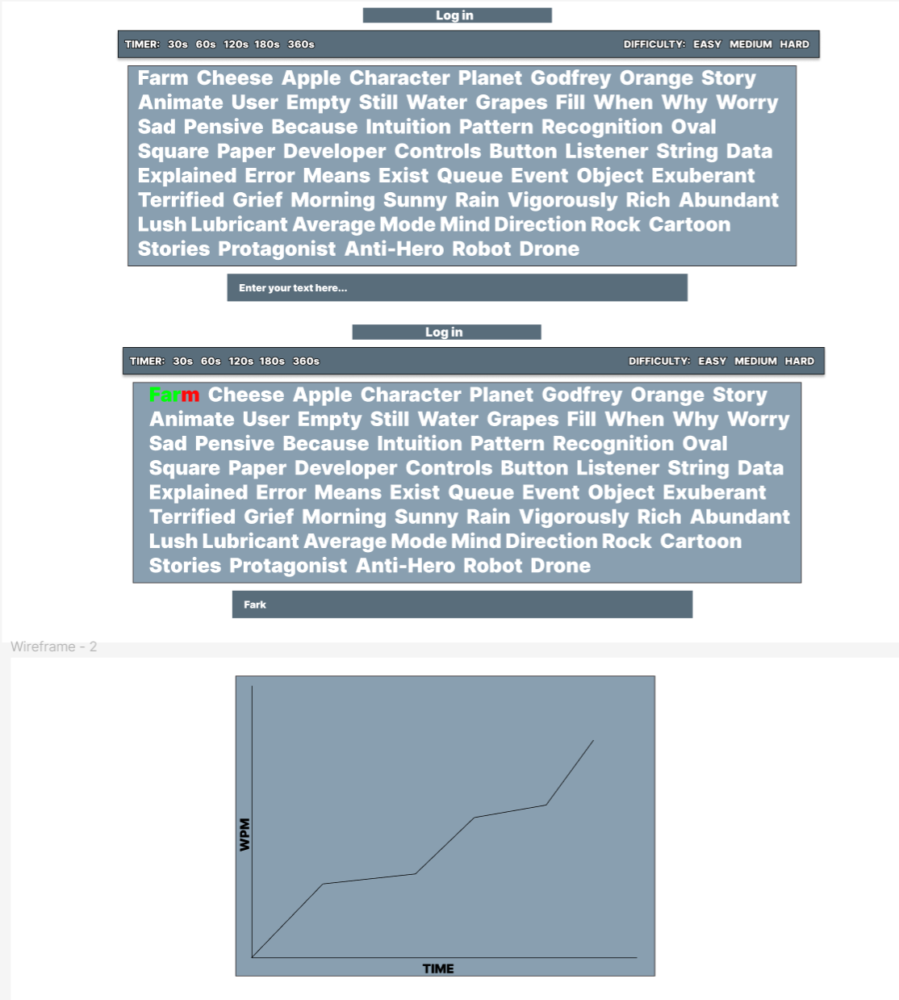 Log in
TIMER: 30s 60s 120s 180s 360s DIFFICULTY: EASY MEDIUM HARD
Farm Cheese Apple Character Planet Godfrey Orange Story
Animate User Empty Still Water Grapes Fill When Why Worry
Sad Pensive Because Intuition Pattern Recognition Oval
Square Paper Developer Controls Button Listener String Data
Explained Error Means Exist Queue Event Object Exuberant
Terrified Grief Morning Sunny Rain Vigorously Rich Abundant
Lush Lubricant Average Mode Mind Direction Rock Cartoon
Stories Protagonist Anti-Hero Robot Drone
Enter your text here...
Log in
TIMER: 30s 60s 120s 180s 360s DIFFICULTY: EASY MEDIUM HARD
Farm Cheese Apple Character Planet Godfrey Orange Story
Animate User Empty Still Water Grapes Fill When Why Worry
Sad Pensive Because Intuition Pattern Recognition Oval
Square Paper Developer Controls Button Listener String Data
Explained Error Means Exist Queue Event Object Exuberant
Terrified Grief Morning Sunny Rain Vigorously Rich Abundant
Lush Lubricant Average Mode Mind Direction Rock Cartoon
Stories Protagonist Anti-Hero Robot Drone
Fark
Wireframe - 2
WPM
TIME